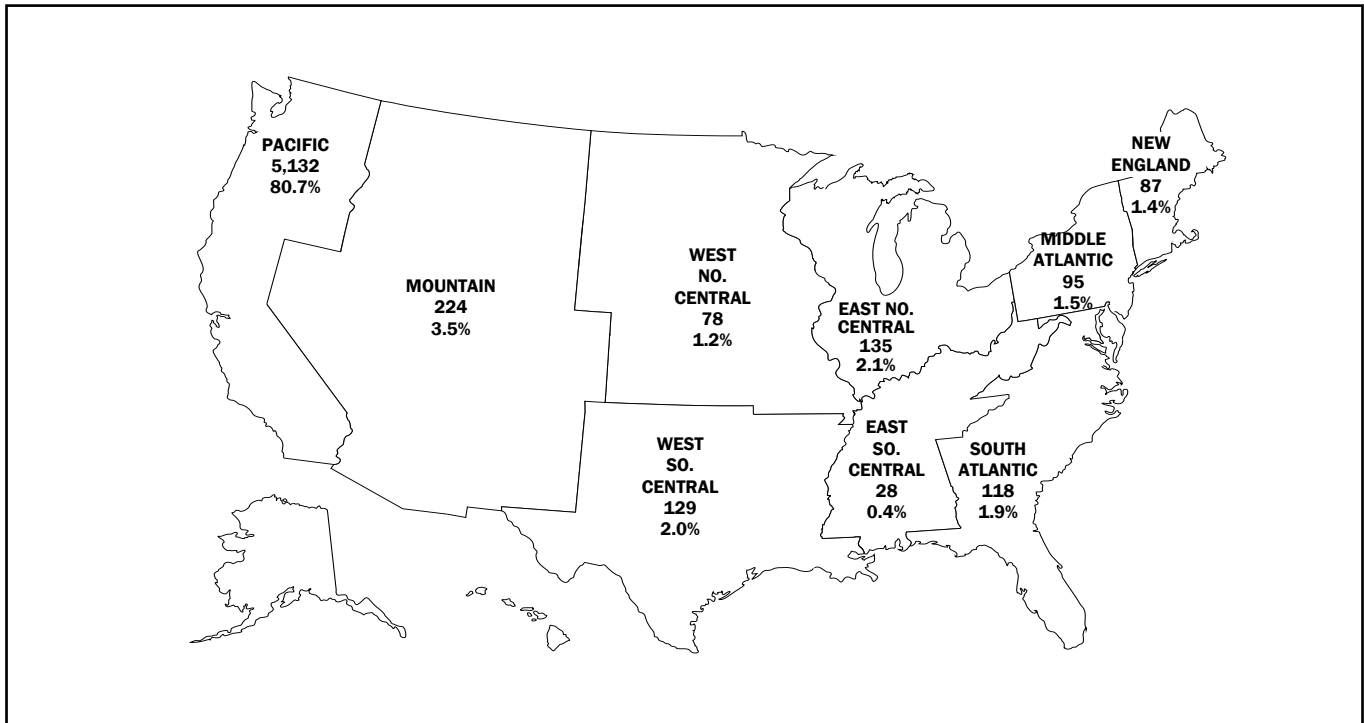 PACIFIC
5,132
80.7%
MOUNTAIN
224
3.5%
WEST
NO.
CENTRAL
78
1.2%
WEST
SO.
CENTRAL
129
2.0%
EAST NO.
CENTRAL
135
2.1%
EAST
SO.
CENTRAL
28
0.4%
SOUTH
ATLANTIC
118
1.9%
MIDDLE
ATLANTIC
95
1.5%
NEW
ENGLAND
87
1.4%